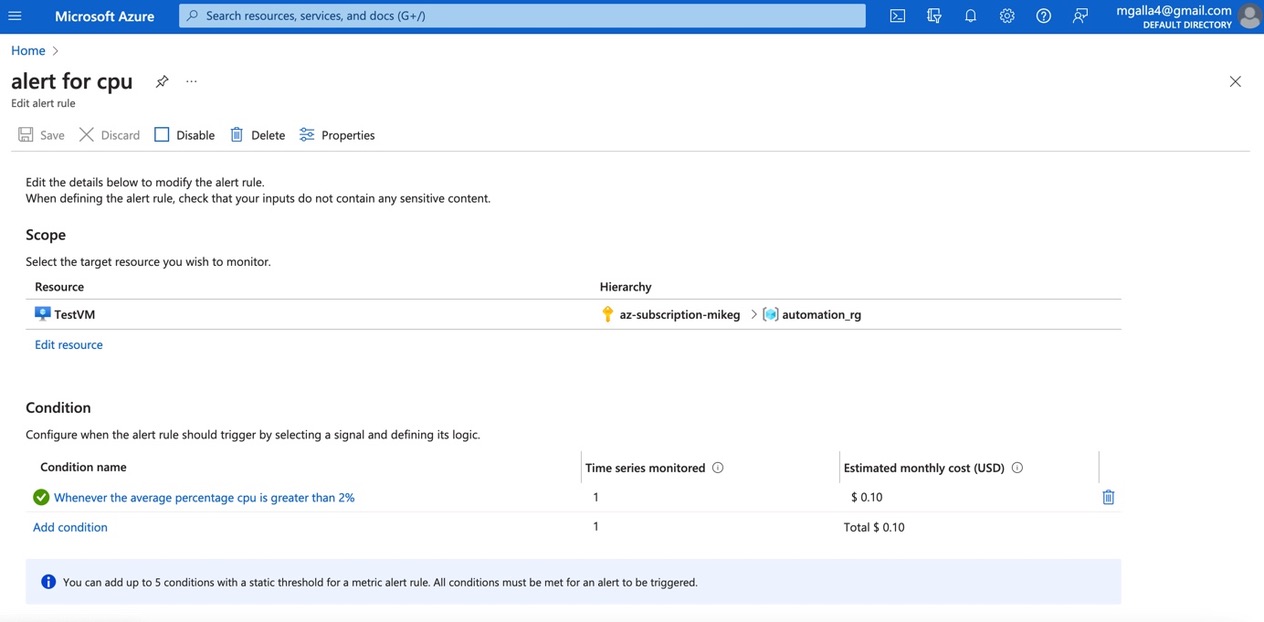 Microsoft Azure
Search resources, services, and docs (G+/)
mgalla4@gmail.com
DEFAULT DIRECTORY
Home
alert for cpu
Edit alert rule
Save Discard Disable Delete Properties
Edit the details below to modify the alert rule.
When defining the alert rule, check that your inputs do not contain any sensitive content.
Scope
Select the target resource you wish to monitor.
Resource Hierarchy
TestVM az-subscription-mikeg > automation_rg
Edit resource
Condition
Configure when the alert rule should trigger by selecting a signal and defining its logic.
Condition name Time series monitored Estimated monthly cost (USD)
Whenever the average percentage cpu is greater than 2% 1 $ 0.10
Add condition 1 Total $ 0.10
You can add up to 5 conditions with a static threshold for a metric alert rule. All conditions must be met for an alert to be triggered.